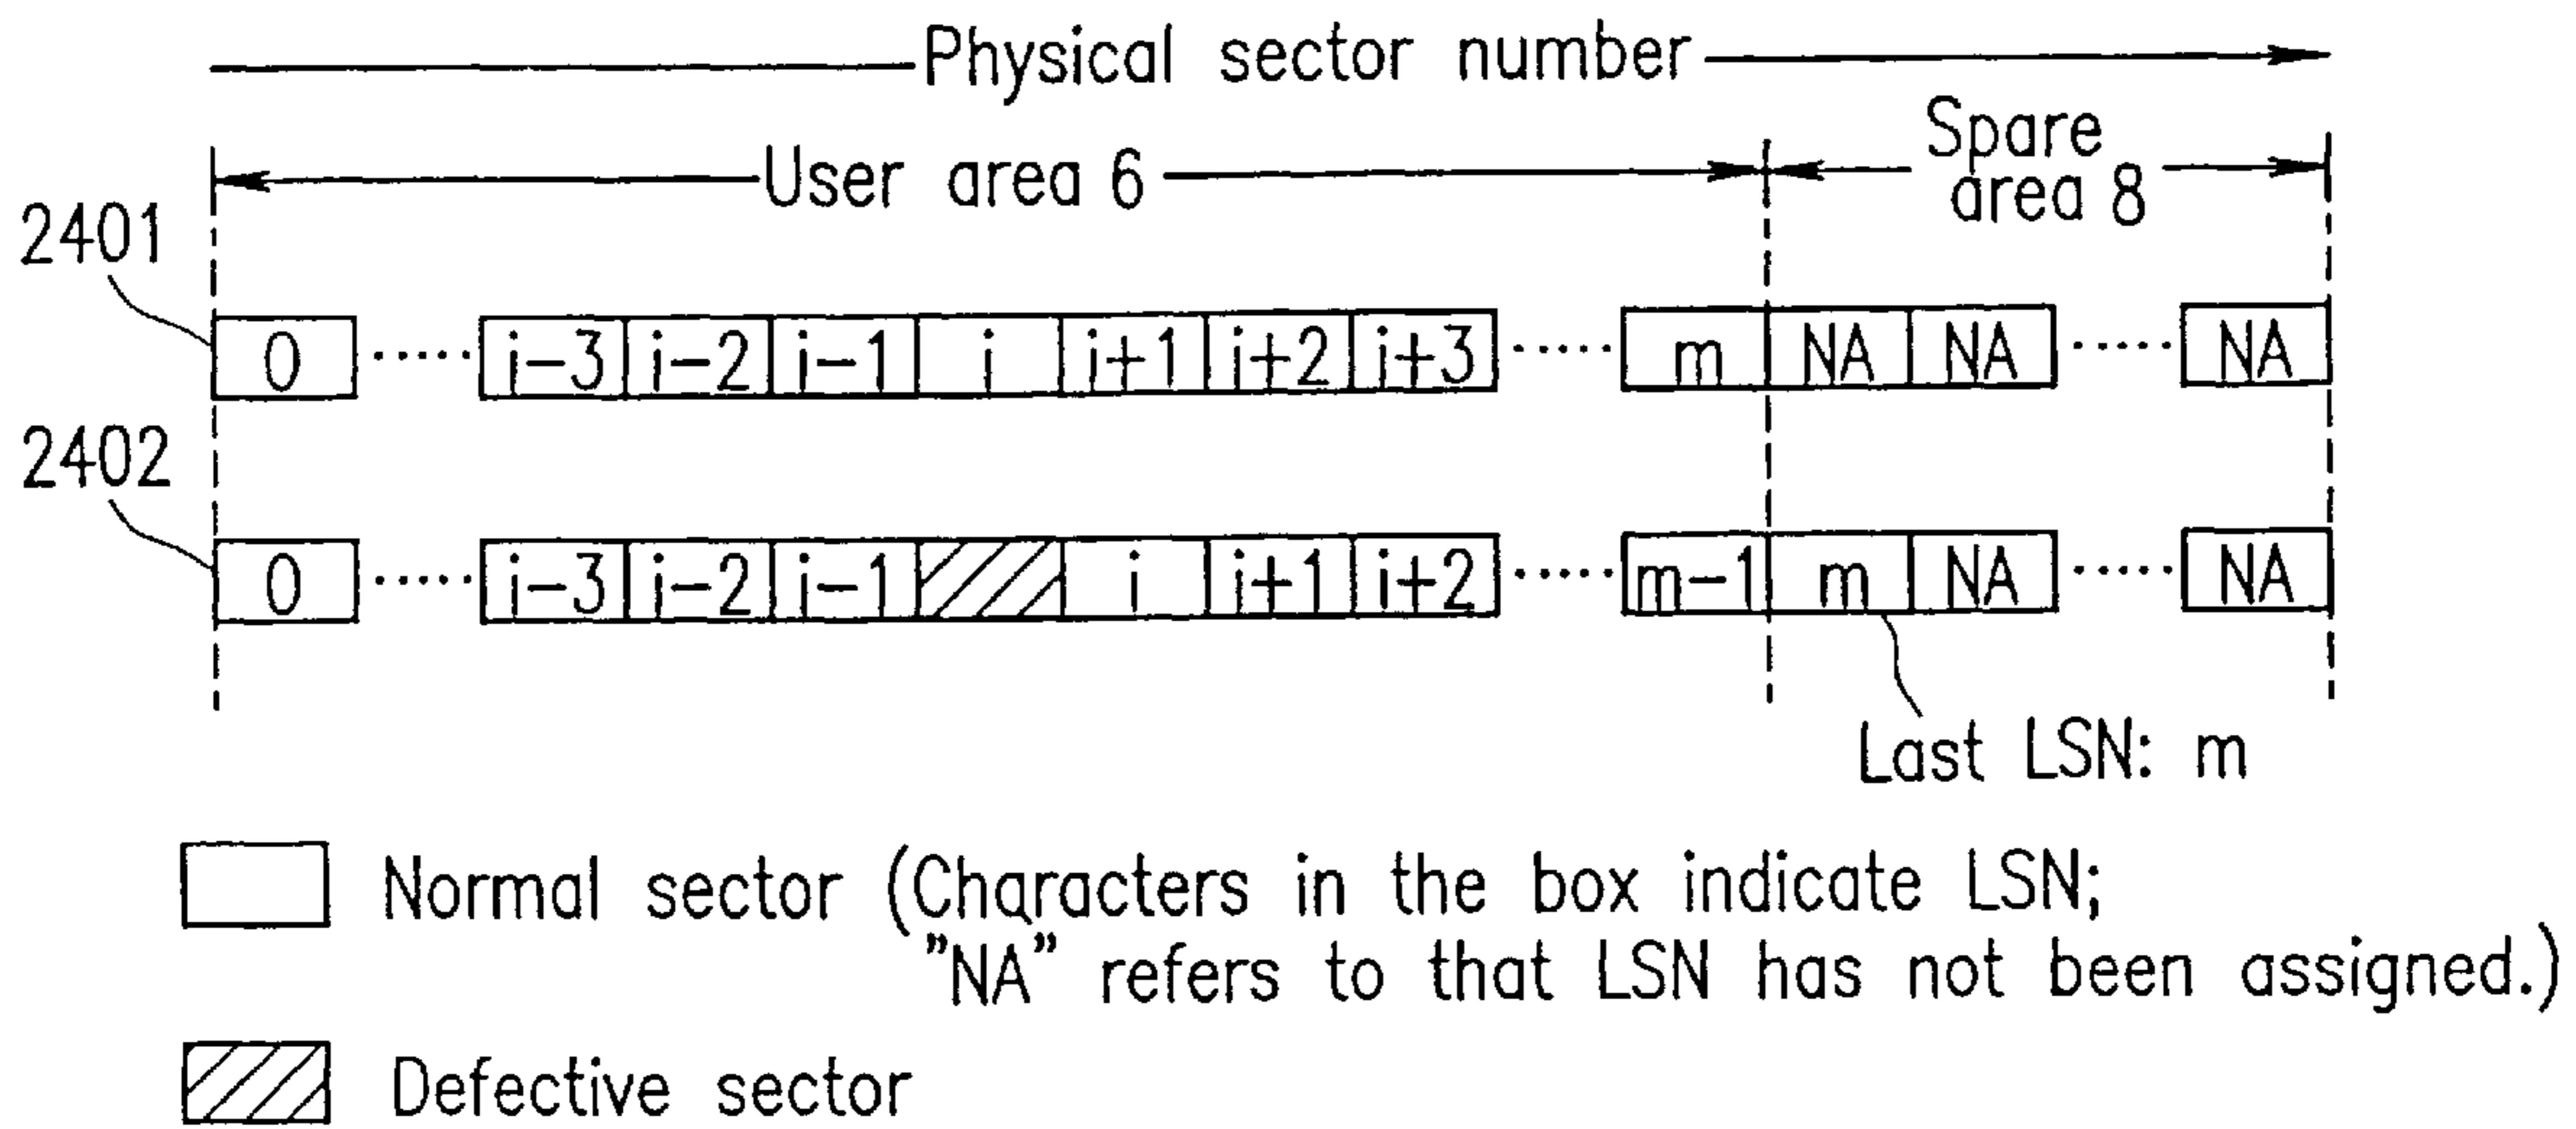 Physical sector number
User area 6
Spare
area 8
2401
0 ..... i-3 i-2 i-1 i i+1 i+2 i+3 ..... m NA NA ..... NA
2402
0 ..... i-3 i-2 i-1 i i+1 i+2 ..... m-1 m NA ..... NA
Last LSN: m
Normal sector (Characters in the box indicate LSN;
"NA" refers to that LSN has not been assigned.)
Defective sector